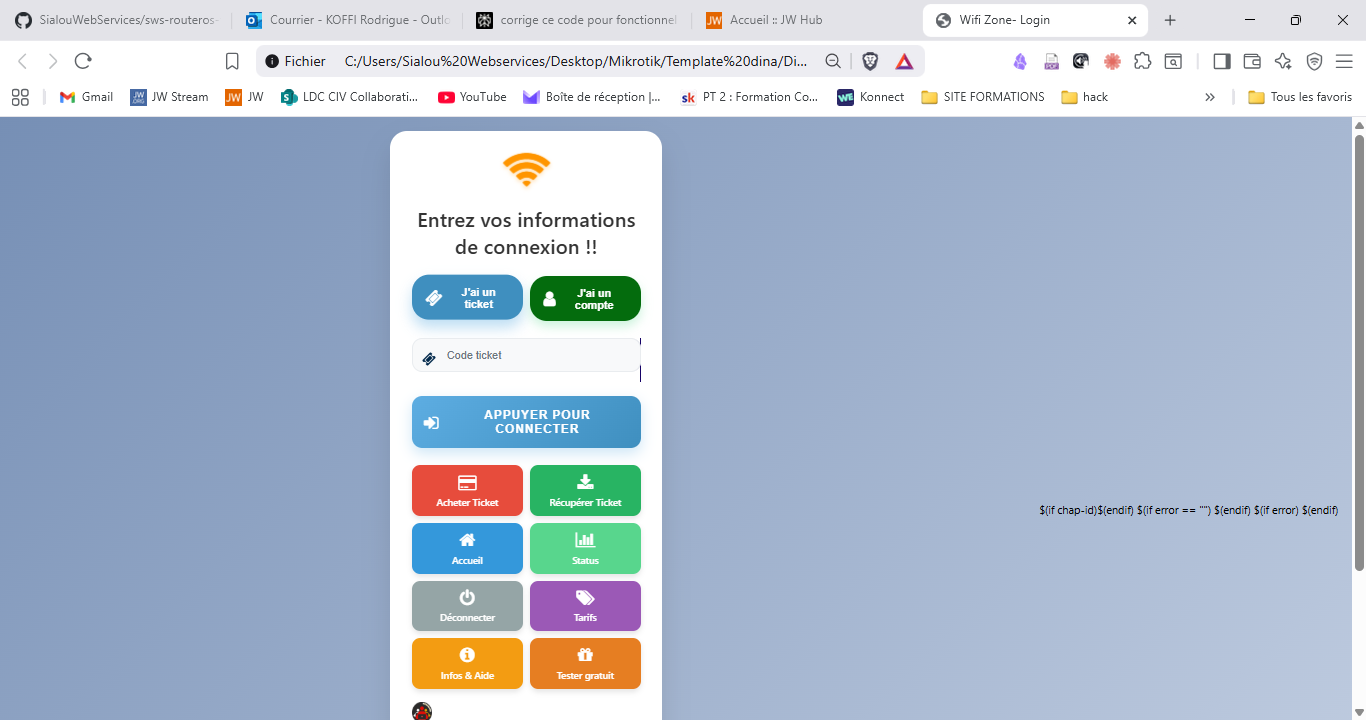 SialouWebServices/sws-routeros-
Courrier - KOFFI Rodrigue - Outlo
corrige ce code pour fonctionnel
Accueil :: JW Hub
Wifi Zone- Login
Fichier
C:/Users/Sialou%20Webservices/Desktop/Mikrotik/Template%20dina/Di...
Gmail
JW Stream
JW
LDC CIV Collaborati...
YouTube
Boîte de réception |...
PT 2 : Formation Co...
Konnect
SITE FORMATIONS
hack
»
Tous les favoris
Entrez vos informations
de connexion !!
J'ai un
ticket
J'ai un
compte
Code ticket
APPUYER POUR
CONNECTER
Acheter Ticket
Récupérer Ticket
Accueil
Status
Déconnecter
Tarifs
Infos & Aide
Tester gratuit
$(if chap-id)$(endif) $(if error == "") $(endif) $(if error) $(endif)